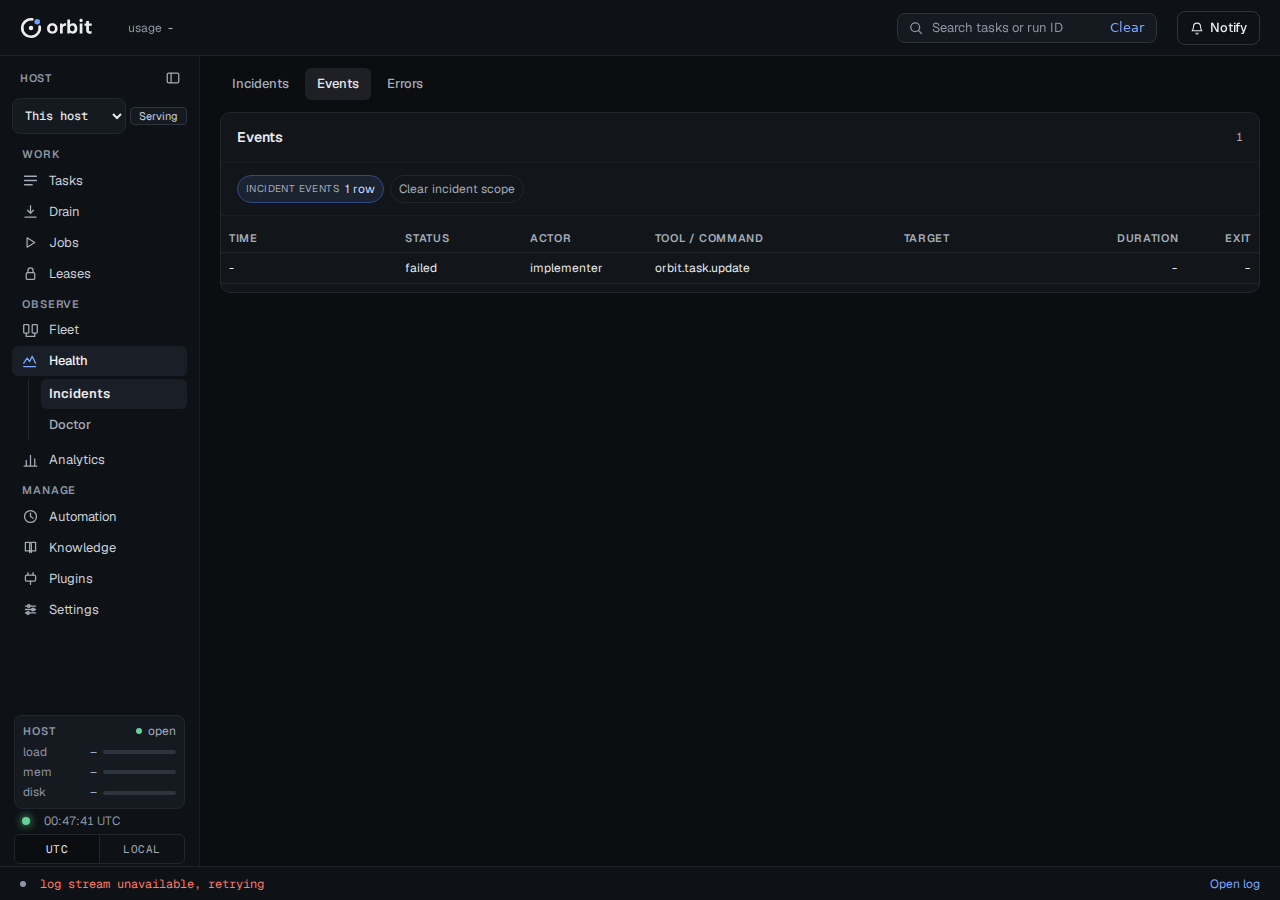 orbit
usage -
Search tasks or run ID
Clear
Notify
HOST
This host
Serving
WORK
Tasks
Drain
Jobs
Leases
OBSERVE
Fleet
Health
Incidents
Doctor
Analytics
MANAGE
Automation
Knowledge
Plugins
Settings
HOST
open
load –
mem –
disk –
00:47:41 UTC
UTC
LOCAL
Incidents
Events
Errors
Events
1
INCIDENT EVENTS 1 row
Clear incident scope
TIME STATUS ACTOR TOOL / COMMAND TARGET DURATION EXIT
- failed implementer orbit.task.update – –
log stream unavailable, retrying
Open log